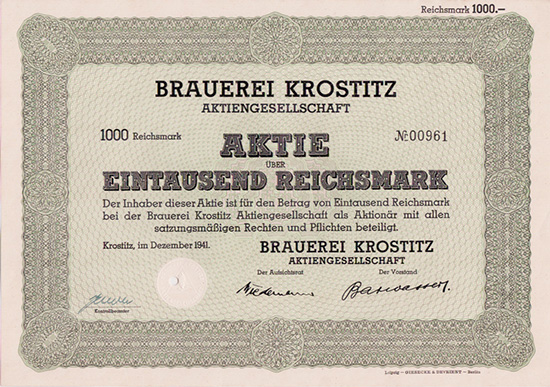 Reichsmark 1000.–
BRAUEREI KROSTITZ
AKTIENGESELLSCHAFT
1000 Reichsmark
AKTIE
№ 00961
ÜBER
EINTAUSEND REICHSMARK
Der Inhaber dieser Aktie ist für den Betrag von Eintausend Reichsmark
bei der Brauerei Krostitz Aktiengesellschaft als Aktionär mit allen
satzungsmäßigen Rechten und Pflichten beteiligt.
Krostitz, im Dezember 1941.
BRAUEREI KROSTITZ
AKTIENGESELLSCHAFT
Der Aufsichtsrat
Der Vorstand
Kontrollbeamter
Leipzig – GIESECKE & DEVRIENT – Berlin